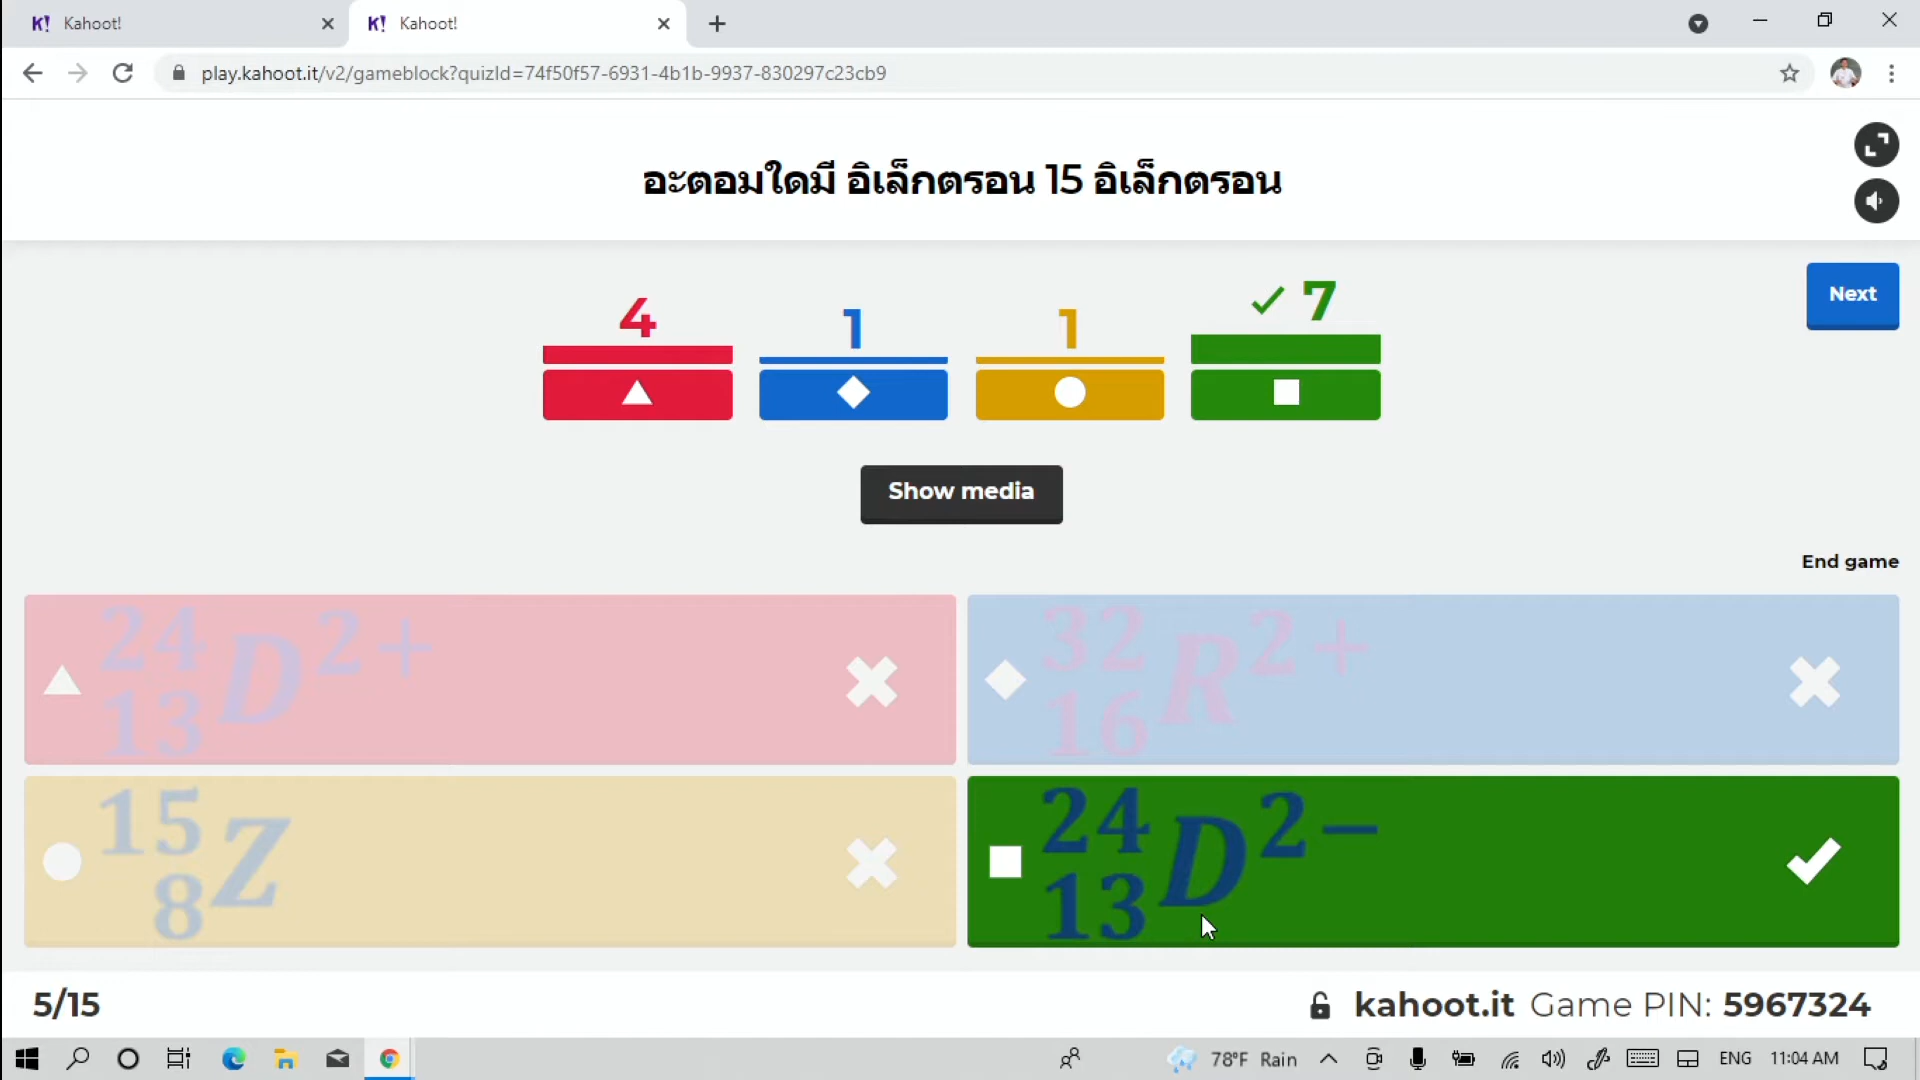 Kahoot!
Kahoot!
play.kahoot.it/v2/gameblock?quizId=74f50f57-6931-4b1b-9937-830297c23cb9
อะตอมใดมี อิเล็กตรอน 15 อิเล็กตรอน
4 1 1 7
Next
Show media
End game
24 13 D 2+
32 16 R 2+
15 8 Z
24 13 D 2−
5/15
kahoot.it Game PIN: 5967324
78°F Rain ENG 11:04 AM